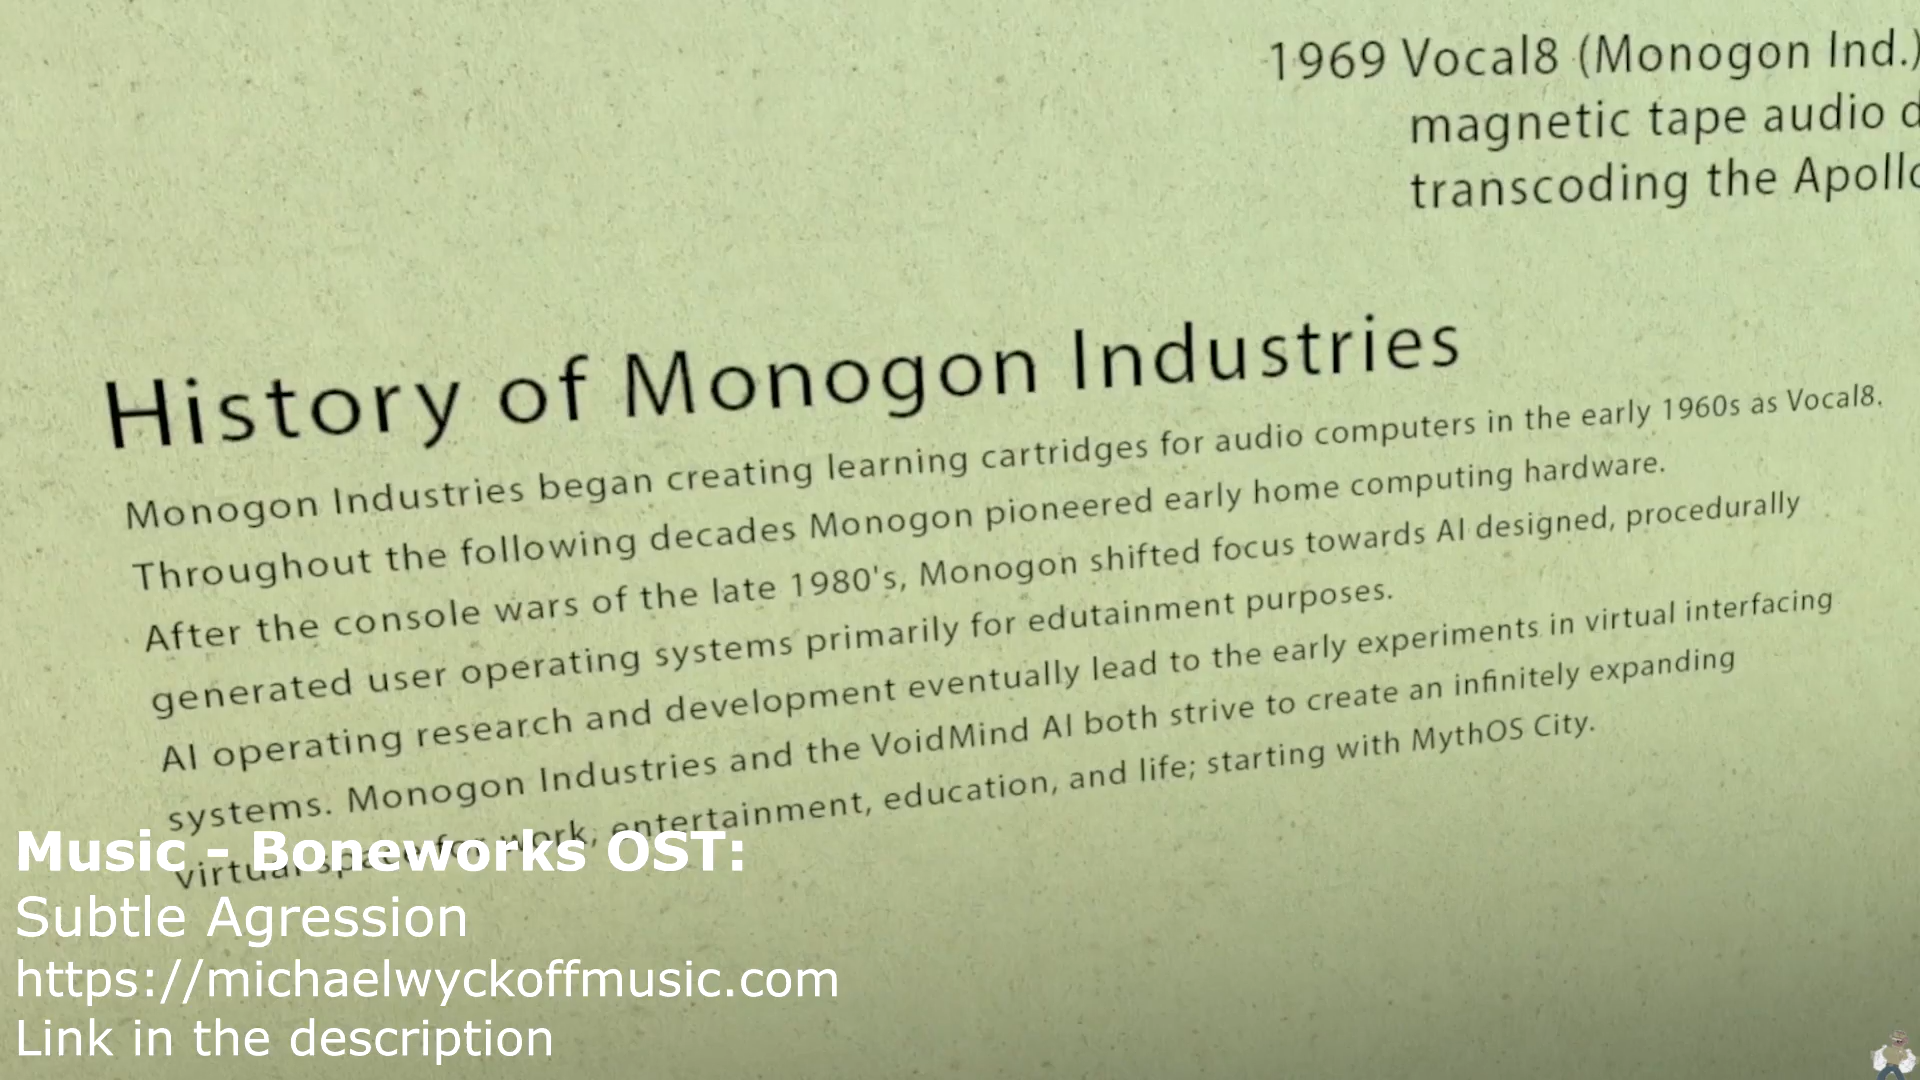 1969 Vocal8 (Monogon Ind.)
magnetic tape audio
transcoding the
History of Monogon Industries
Monogon Industries began creating learning cartridges for audio computers in the early 1960s as Vocal8.
Throughout the following decades Monogon pioneered early home computing hardware.
After the console wars of the late 1980's, Monogon shifted focus towards AI designed, procedurally
generated user operating systems primarily for edutainment purposes.
AI operating research and development eventually lead to the early experiments in virtual interfacing
systems. Monogon Industries and the VoidMind AI both strive to create an infinitely expanding
virtual space for work, entertainment, education, and life; starting with MythOS City.
Music - Boneworks OST:
Subtle Agression
https://michaelwyckoffmusic.com
Link in the description